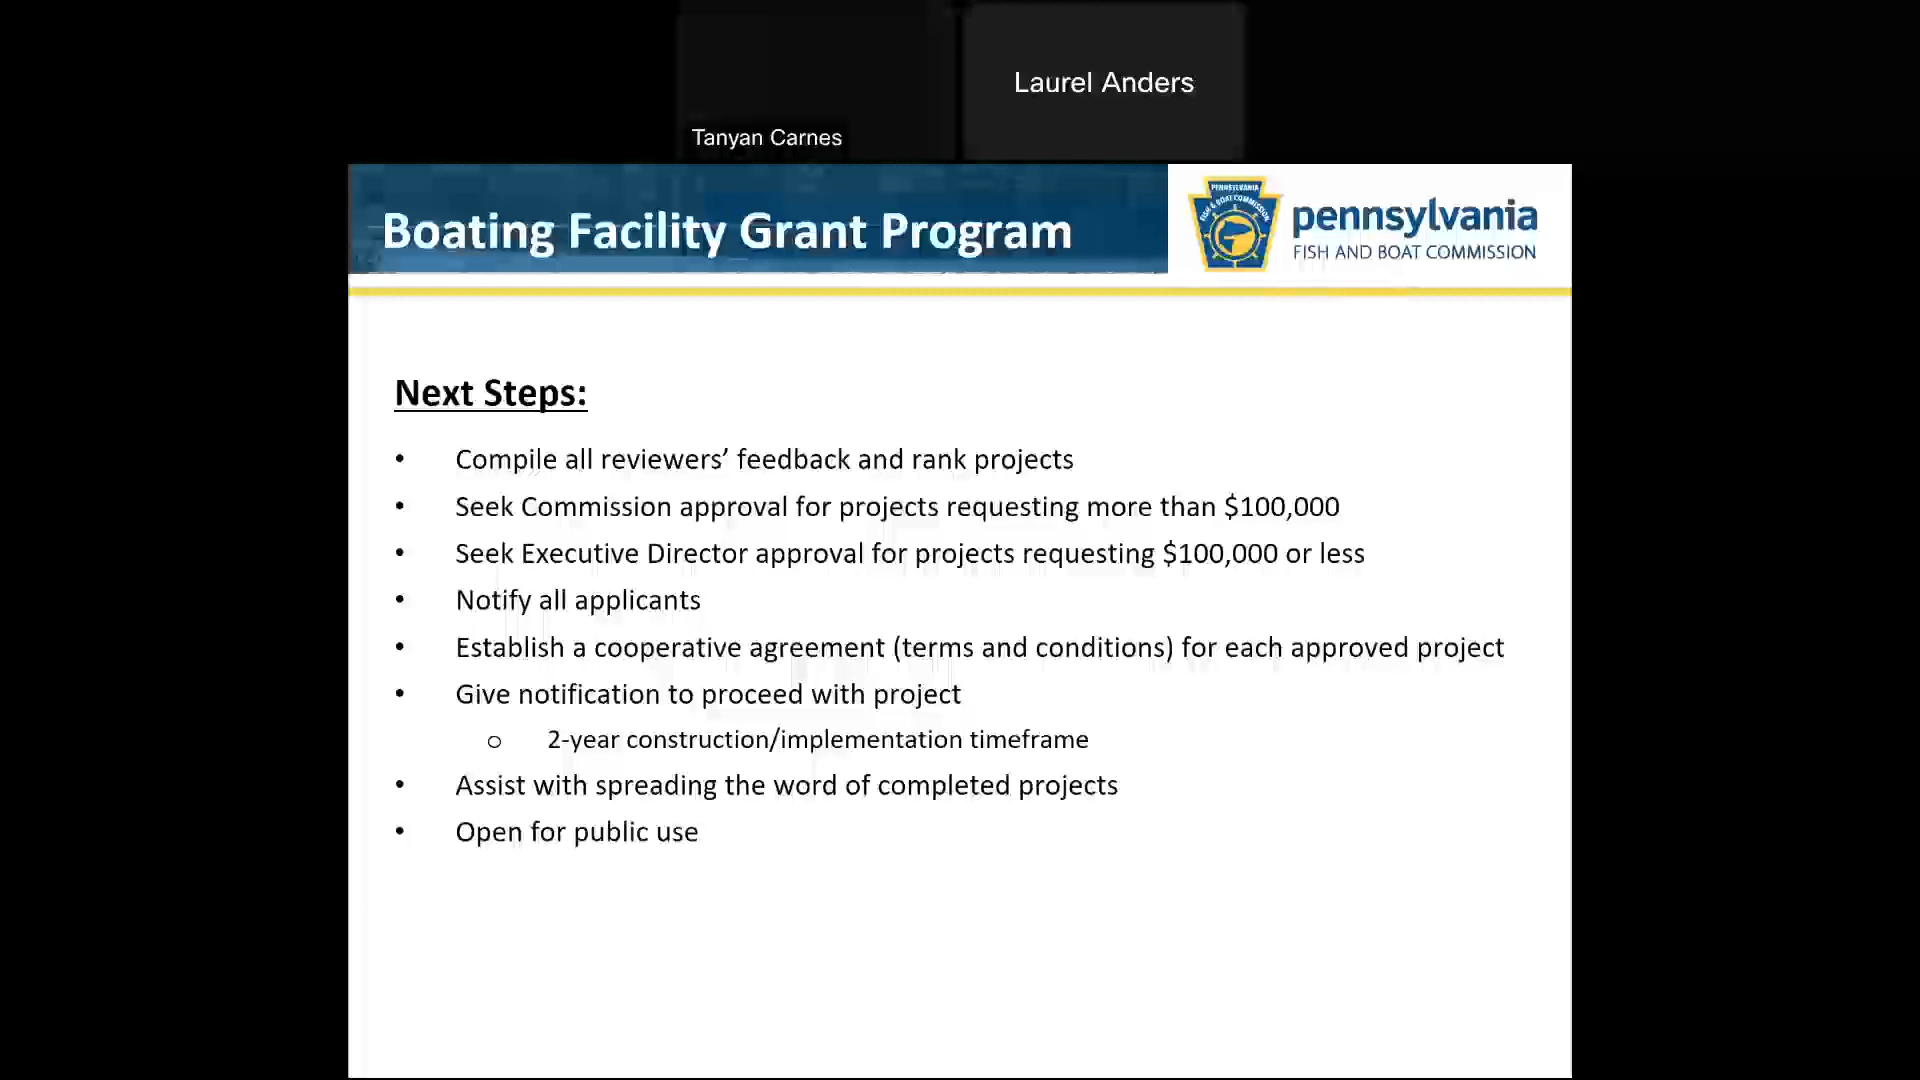 Laurel Anders
Tanyan Carnes
Boating Facility Grant Program
PENNSYLVANIA
FISH & BOAT COMMISSION
pennsylvania
FISH AND BOAT COMMISSION
Next Steps:
• Compile all reviewers’ feedback and rank projects
• Seek Commission approval for projects requesting more than $100,000
• Seek Executive Director approval for projects requesting $100,000 or less
• Notify all applicants
• Establish a cooperative agreement (terms and conditions) for each approved project
• Give notification to proceed with project
o 2-year construction/implementation timeframe
• Assist with spreading the word of completed projects
• Open for public use